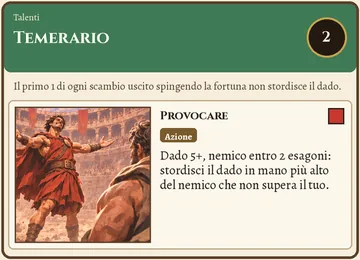 Talenti
Temerario
2
Il primo 1 di ogni scambio uscito spingendo la fortuna non stordisce il dado.
Provocare
Azione
Dado 5+, nemico entro 2 esagoni:
stordisci il dado in mano più alto
del nemico che non supera il tuo.